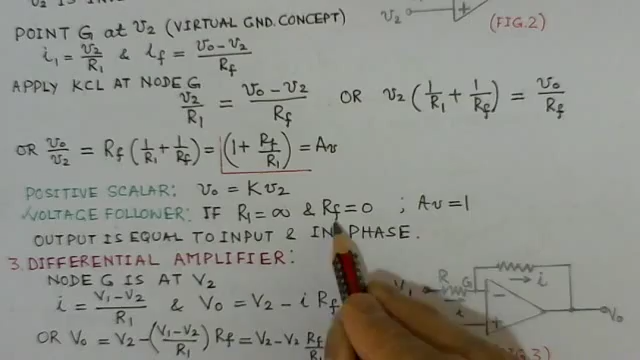 V2 IS IN
POINT G at V2 (VIRTUAL GND. CONCEPT)
V2
(FIG.2)
i1 = V2/R1 & if = (V0-V2)/Rf
APPLY KCL AT NODE G
V2/R1 = (V0-V2)/Rf OR V2(1/R1 + 1/Rf) = V0/Rf
OR V0/V2 = Rf(1/R1 + 1/Rf) = (1 + Rf/R1) = Av
POSITIVE SCALAR: V0 = KV2
VOLTAGE FOLLOWER: IF R1 = ∞ & Rf = 0 ; Av = 1
OUTPUT IS EQUAL TO INPUT & IN PHASE.
3. DIFFERENTIAL AMPLIFIER:
NODE G IS AT V2
i = (V1-V2)/R1 & V0 = V2 - i Rf
OR V0 = V2 - ((V1-V2)/R1) Rf = V2 - V2 Rf/R1
V1 R G i
- +
V0
(FIG.3)